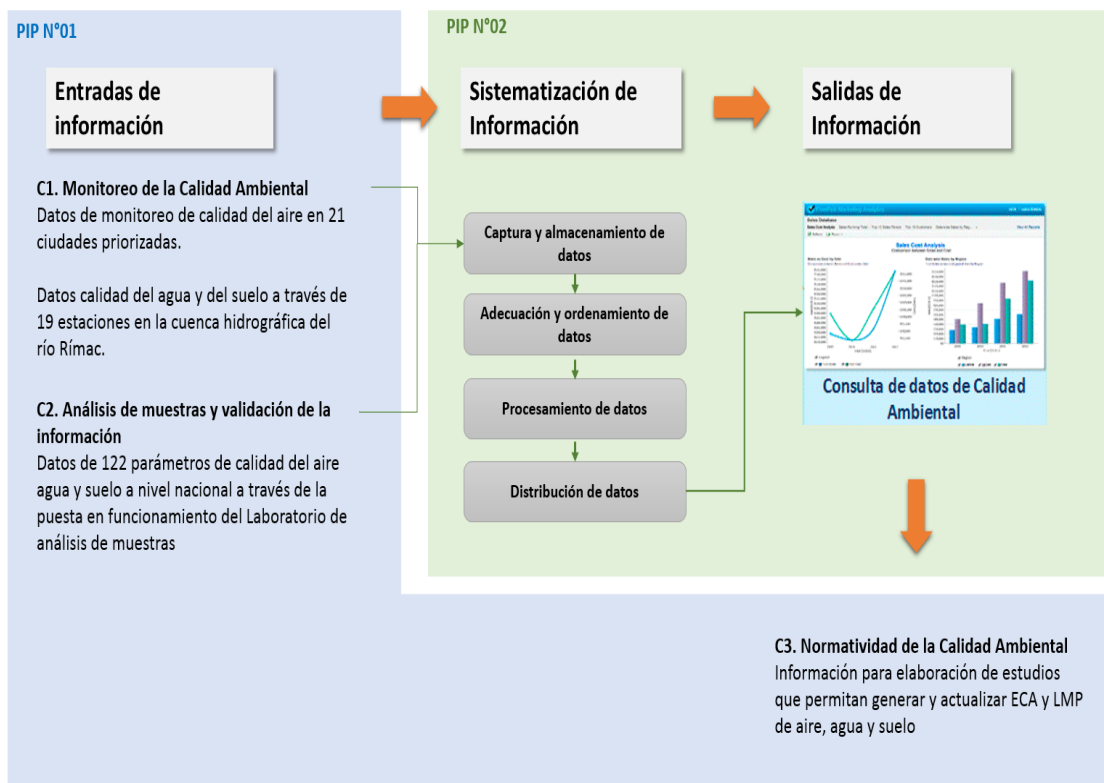 PIP N°01
Entradas de
información
C1. Monitoreo de la Calidad Ambiental
Datos de monitoreo de calidad del aire en 21
ciudades priorizadas.
Datos calidad del agua y del suelo a través de
19 estaciones en la cuenca hidrográfica del
río Rímac.
C2. Análisis de muestras y validación de la
información
Datos de 122 parámetros de calidad del aire
agua y suelo a nivel nacional a través de la
puesta en funcionamiento del Laboratorio de
análisis de muestras
PIP N°02
Sistematización de
Información
Captura y almacenamiento de
datos
Adecuación y ordenamiento de
datos
Procesamiento de datos
Distribución de datos
Salidas de
Información
Sales Cost Analysis
Consulta de datos de Calidad
Ambiental
C3. Normatividad de la Calidad Ambiental
Información para elaboración de estudios
que permitan generar y actualizar ECA y LMP
de aire, agua y suelo